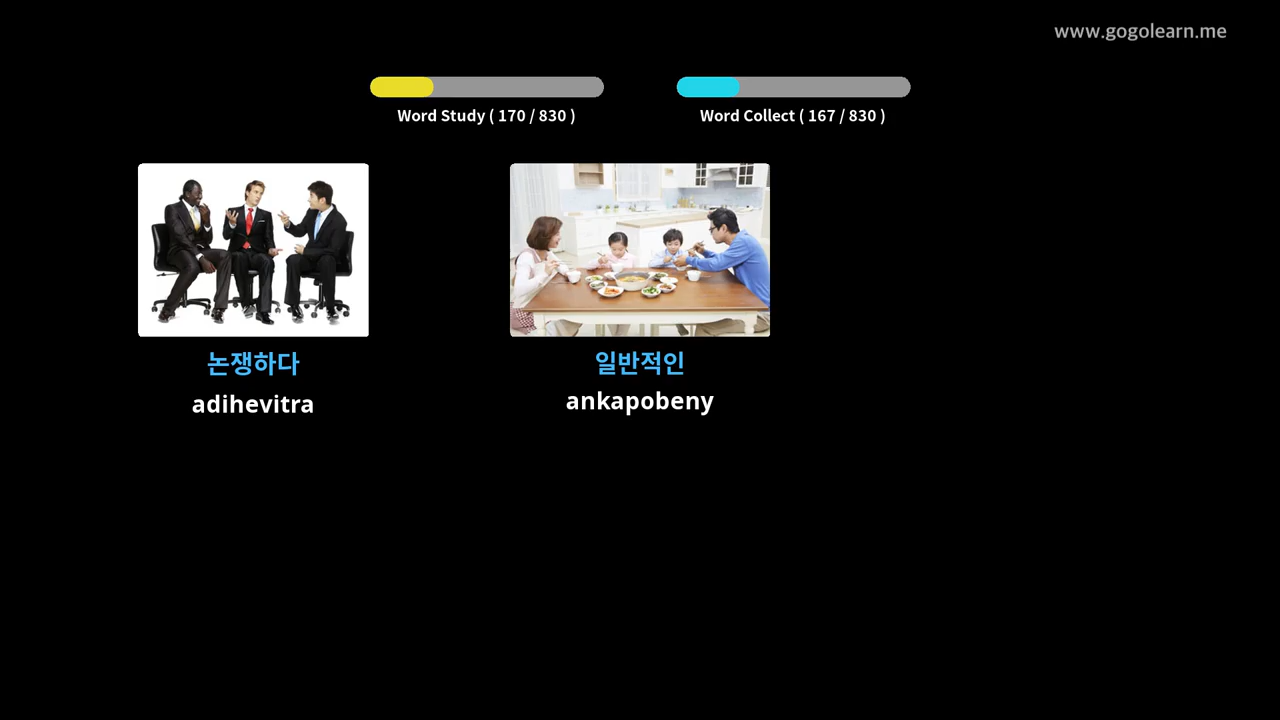 www.gogolearn.me
Word Study ( 170 / 830 )
Word Collect ( 167 / 830 )
논쟁하다
adihevitra
일반적인
ankapobeny